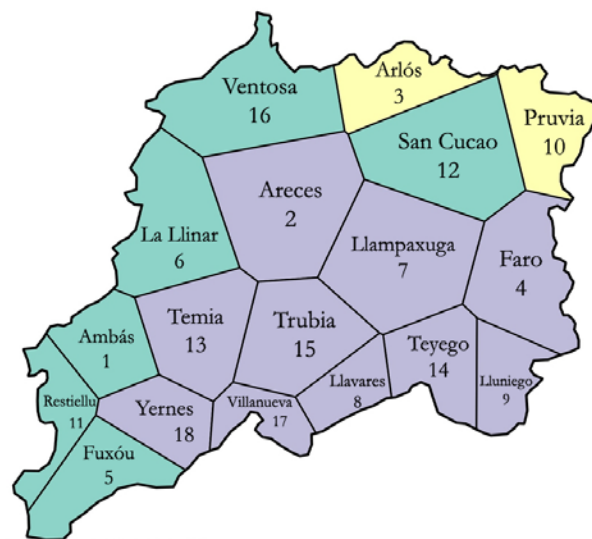 Arlós
3
Ventosa
16
Pruvia
10
San Cucao
12
Areces
2
La Llinar
6
Llampaxuga
7
Faro
4
Temia
13
Trubia
15
Ambás
1
Teyego
14
Lluniego
9
Llavares
8
Restiellu
11
Yernes
18
Villanueva
17
Fuxóu
5